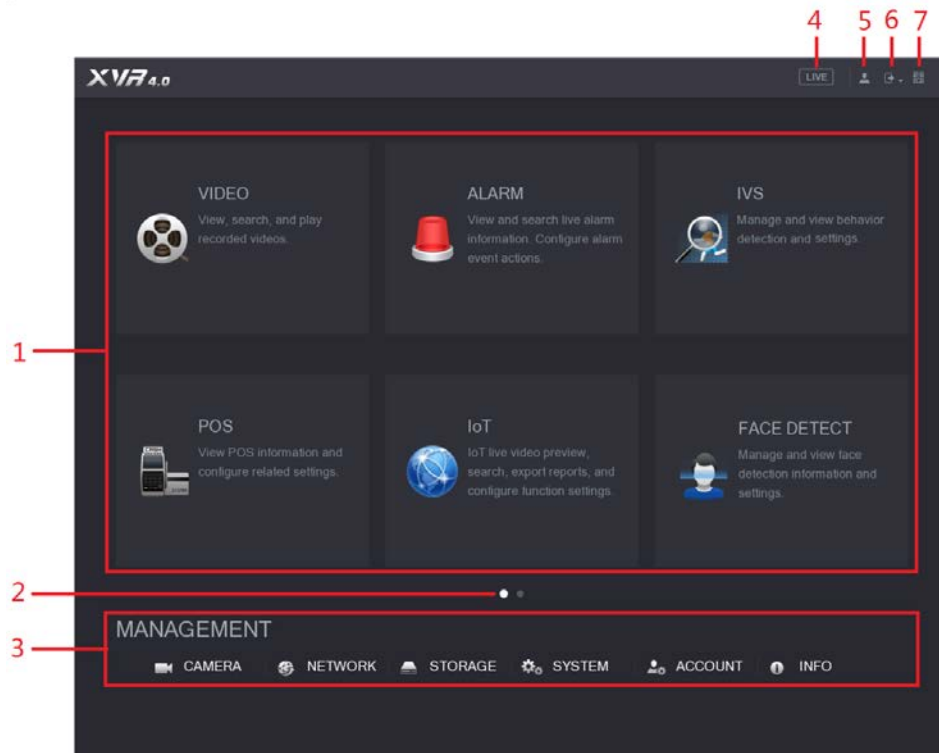 4 5 6 7
XVR 4.0
LIVE
VIDEO
View, search, and play
recorded videos.
ALARM
View and search live alarm
information. Configure alarm
event actions.
IVS
Manage and view behavior
detection and settings.
1
POS
View POS information and
configure related settings.
IoT
IoT live video preview,
search, export reports, and
configure function settings.
FACE DETECT
Manage and view face
detection information and
settings.
2
MANAGEMENT
3
CAMERA NETWORK STORAGE SYSTEM ACCOUNT INFO